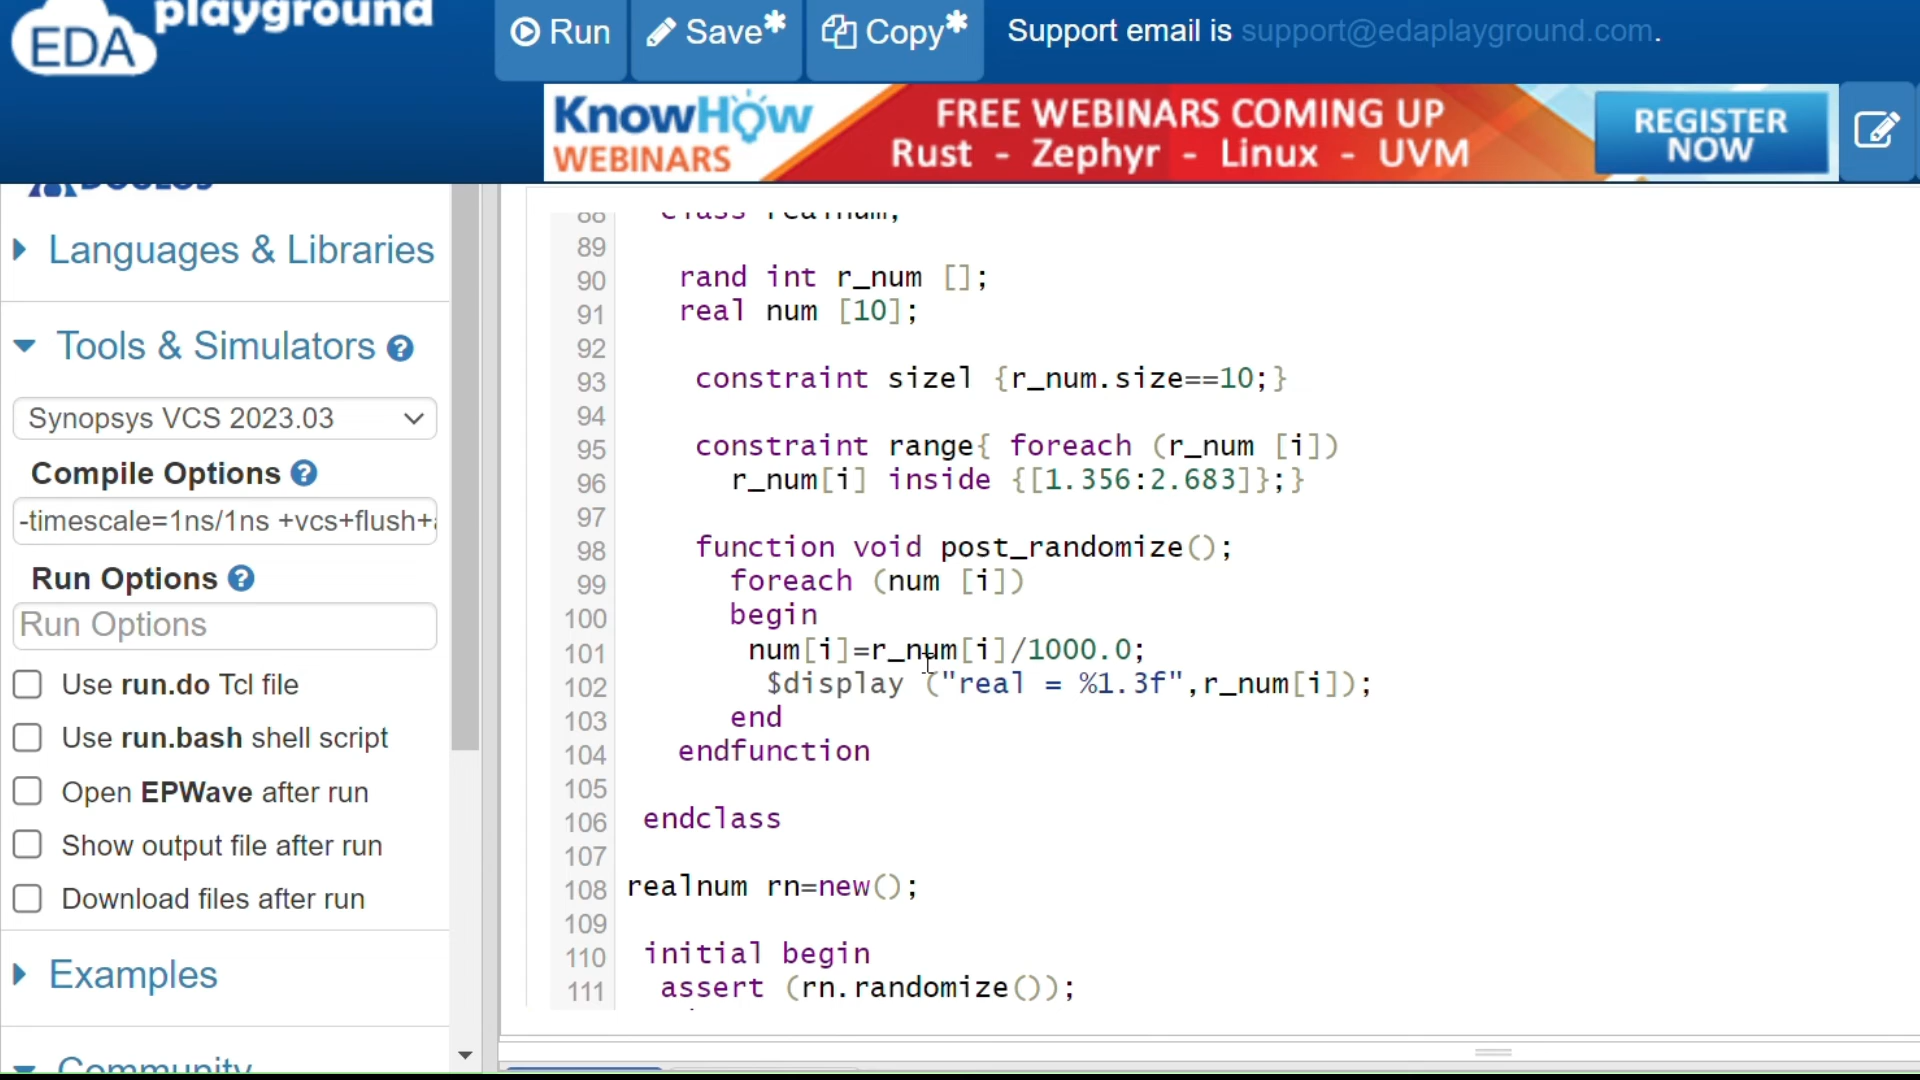 EDA playground
Run
Save*
Copy*
Support email is support@edaplayground.com.
KnowHow
WEBINARS
FREE WEBINARS COMING UP
Rust - Zephyr - Linux - UVM
REGISTER
NOW
Languages & Libraries
Tools & Simulators
Synopsys VCS 2023.03
Compile Options
-timescale=1ns/1ns +vcs+flush+
Run Options
Run Options
Use run.do Tcl file
Use run.bash shell script
Open EPWave after run
Show output file after run
Download files after run
Examples
Community
88 class realnum;
89
90 rand int r_num [];
91 real num [10];
92
93 constraint size1 {r_num.size==10;}
94
95 constraint range{ foreach (r_num [i])
96 r_num[i] inside {[1.356:2.683]};}
97
98 function void post_randomize();
99 foreach (num [i])
100 begin
101 num[i]=r_num[i]/1000.0;
102 $display ("real = %1.3f",r_num[i]);
103 end
104 endfunction
105
106 endclass
107
108 realnum rn=new();
109
110 initial begin
111 assert (rn.randomize());